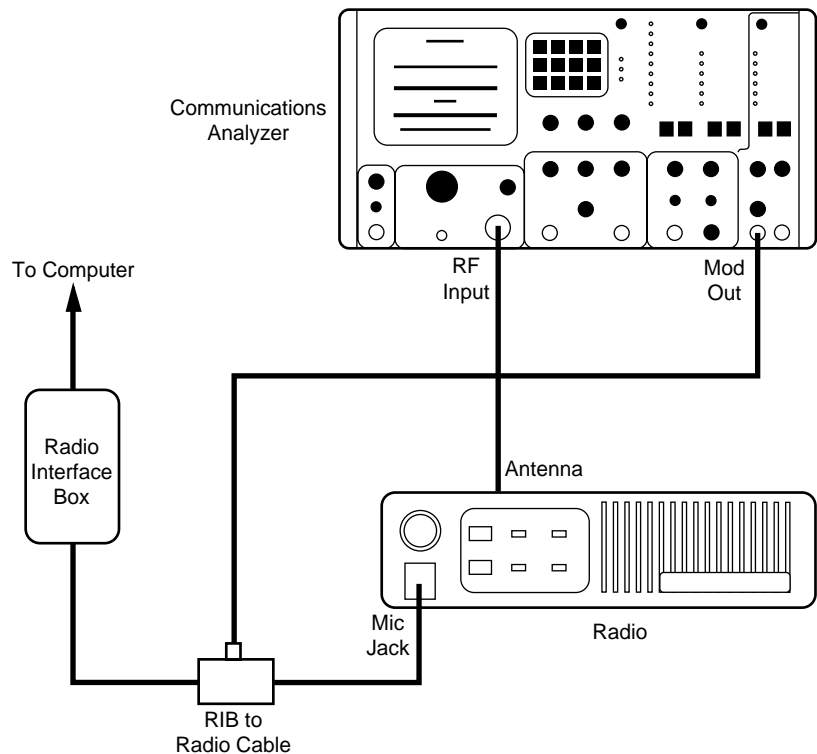 Communications
Analyzer
RF
Input
Mod
Out
To Computer
Radio
Interface
Box
Antenna
Mic
Jack
Radio
RIB to
Radio Cable